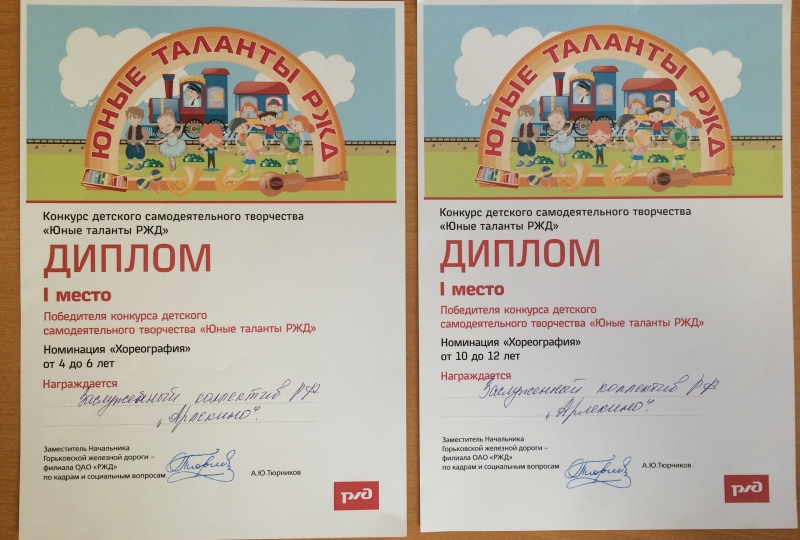 ЮНЫЕ ТАЛАНТЫ РЖД
Конкурс детского самодеятельного творчества
«Юные таланты РЖД»
ДИПЛОМ
I место
Победителя конкурса детского
самодеятельного творчества «Юные таланты РЖД»
Номинация «Хореография»
от 4 до 6 лет
Награждается
Заслуженный коллектив РФ
„Арлекино".
Заместитель Начальника
Горьковской железной дороги –
филиала ОАО «РЖД»
по кадрам и социальным вопросам
А.Ю.Тюрников
ржд
ЮНЫЕ ТАЛАНТЫ РЖД
Конкурс детского самодеятельного творчества
«Юные таланты РЖД»
ДИПЛОМ
I место
Победителя конкурса детского
самодеятельного творчества «Юные таланты РЖД»
Номинация «Хореография»
от 10 до 12 лет
Награждается
Заслуженный коллектив РФ
„Арлекино".
Заместитель Начальника
Горьковской железной дороги –
филиала ОАО «РЖД»
по кадрам и социальным вопросам
А.Ю.Тюрников
ржд